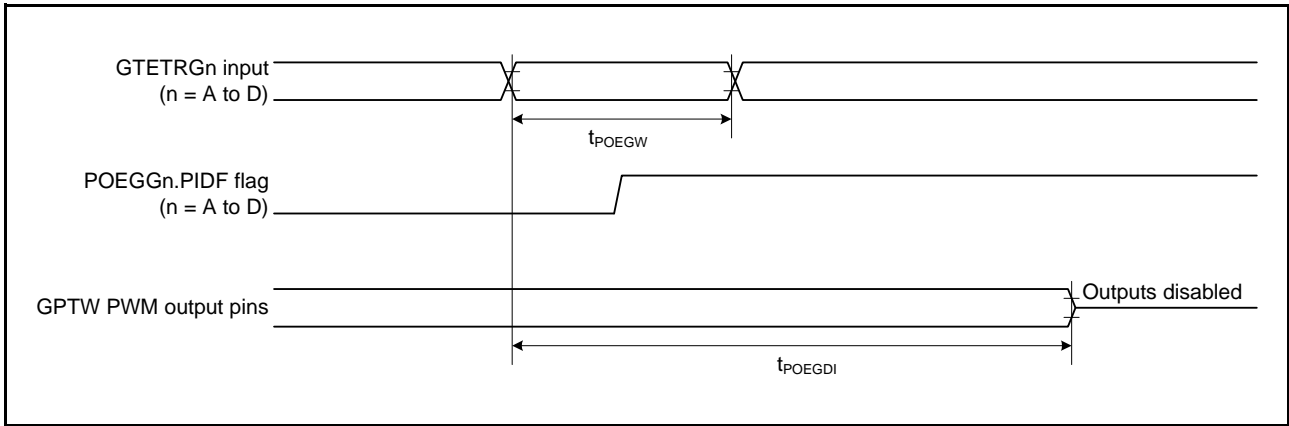 GTETRGn input
(n = A to D)
tPOEGW
POEGGn.PIDF flag
(n = A to D)
Outputs disabled
GPTW PWM output pins
tPOEGDI